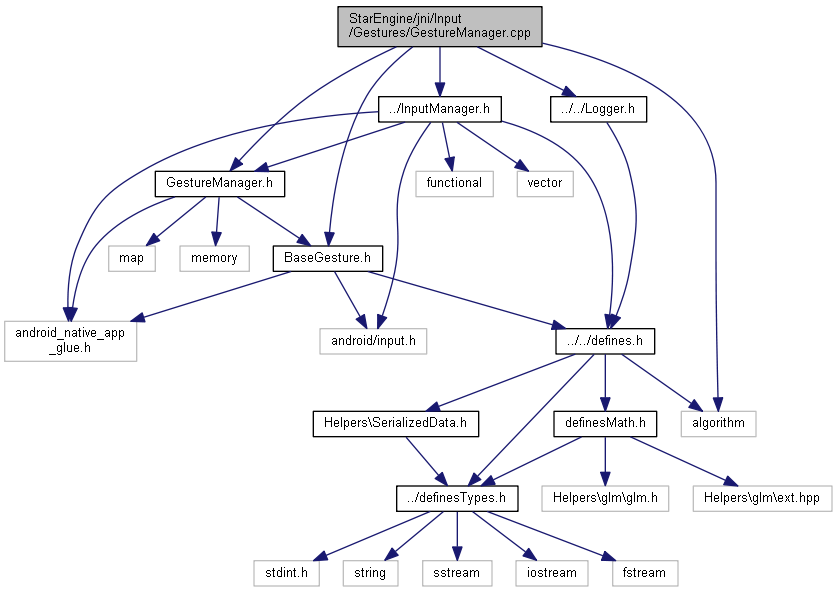 StarEngine/jni/Input
/Gestures/GestureManager.cpp
../InputManager.h
../../Logger.h
GestureManager.h
functional
vector
map
memory
BaseGesture.h
android_native_app
_glue.h
android/input.h
../../defines.h
Helpers\SerializedData.h
definesMath.h
algorithm
../definesTypes.h
Helpers\glm\glm.h
Helpers\glm\ext.hpp
stdint.h
string
sstream
iostream
fstream